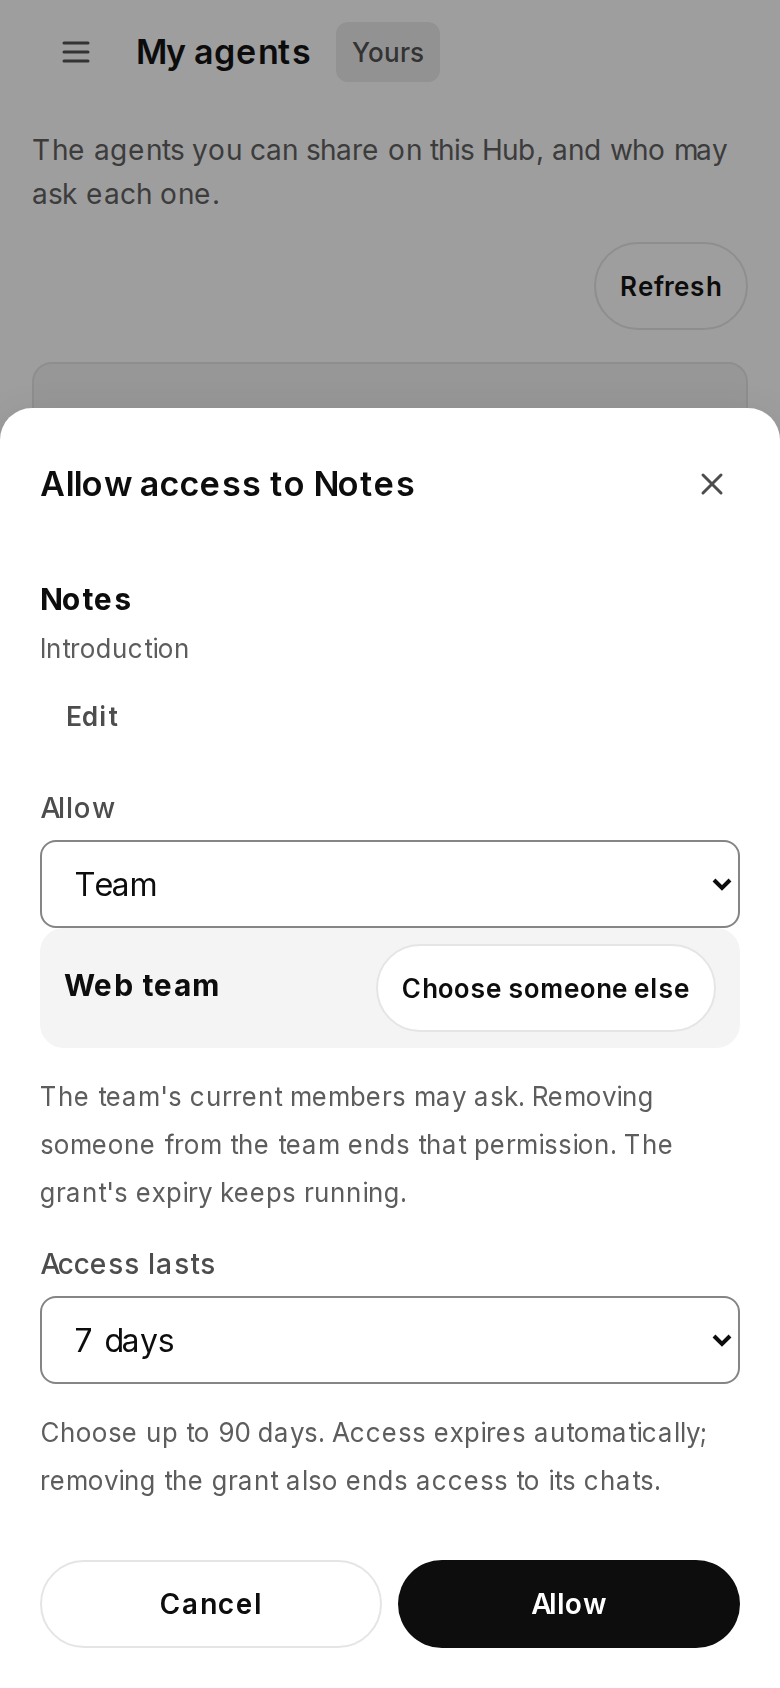 My agents
Yours
The agents you can share on this Hub, and who may
ask each one.
Refresh
Allow access to Notes
Notes
Introduction
Edit
Allow
Team
Web team
Choose someone else
The team's current members may ask. Removing
someone from the team ends that permission. The
grant's expiry keeps running.
Access lasts
7 days
Choose up to 90 days. Access expires automatically;
removing the grant also ends access to its chats.
Cancel
Allow